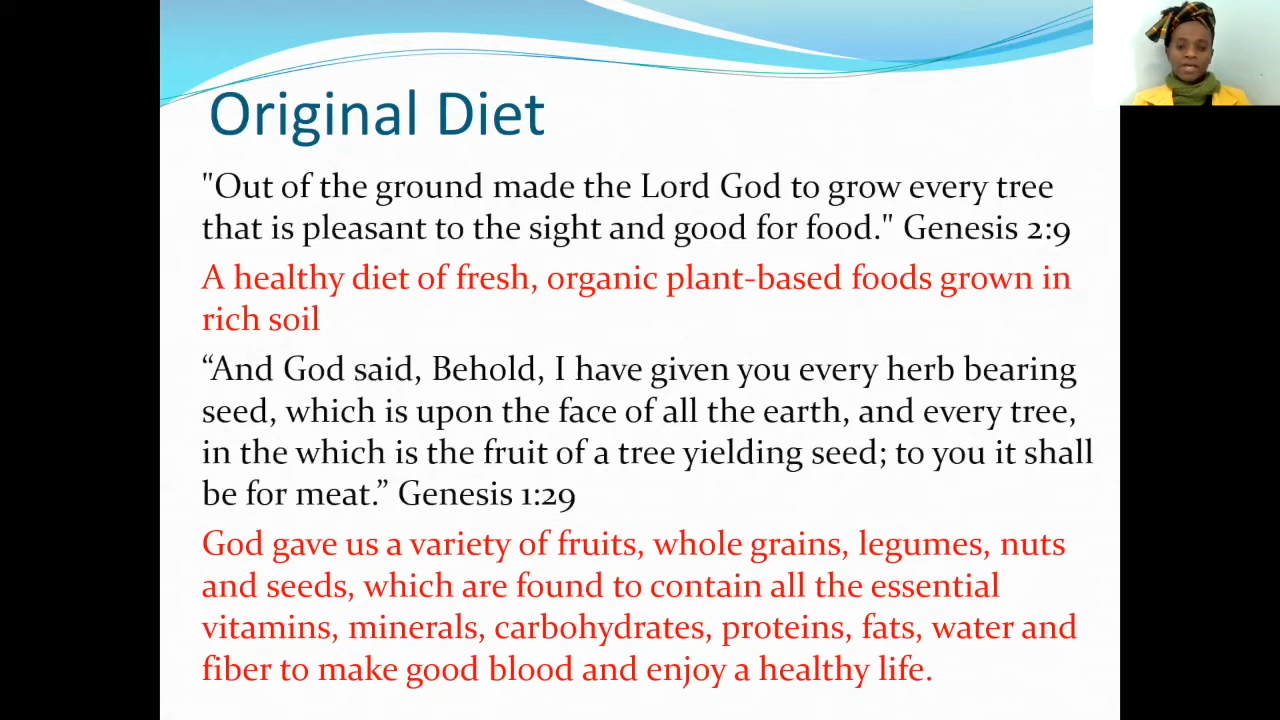 Original Diet
"Out of the ground made the Lord God to grow every tree
that is pleasant to the sight and good for food." Genesis 2:9
A healthy diet of fresh, organic plant-based foods grown in
rich soil
“And God said, Behold, I have given you every herb bearing
seed, which is upon the face of all the earth, and every tree,
in the which is the fruit of a tree yielding seed; to you it shall
be for meat.” Genesis 1:29
God gave us a variety of fruits, whole grains, legumes, nuts
and seeds, which are found to contain all the essential
vitamins, minerals, carbohydrates, proteins, fats, water and
fiber to make good blood and enjoy a healthy life.